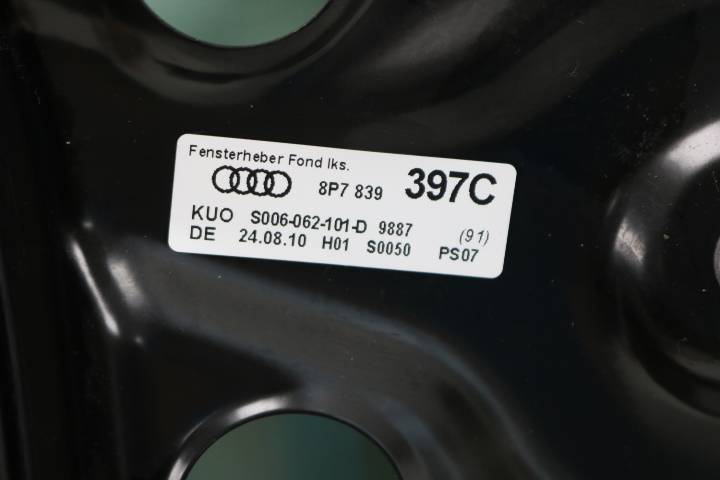 Fensterheber Fond lks.
8P7 839 397C
KUO S006-062-101-D 9887 (91)
DE 24.08.10 H01 S0050 PS07